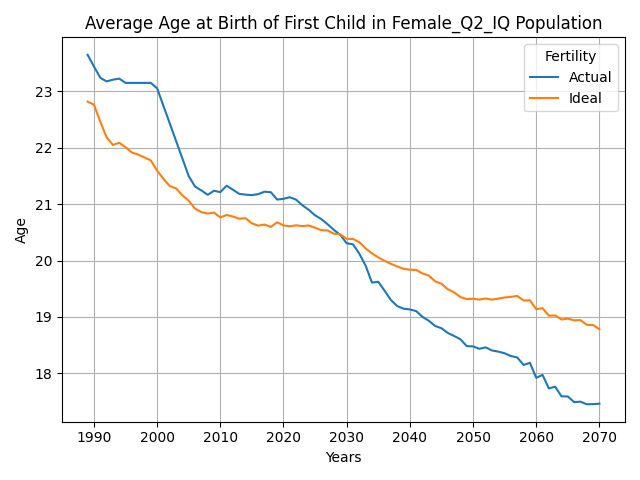 Average Age at Birth of First Child in Female_Q2_IQ Population
Fertility
Actual
Ideal
Age
23
22
21
20
19
18
1990 2000 2010 2020 2030 2040 2050 2060 2070
Years